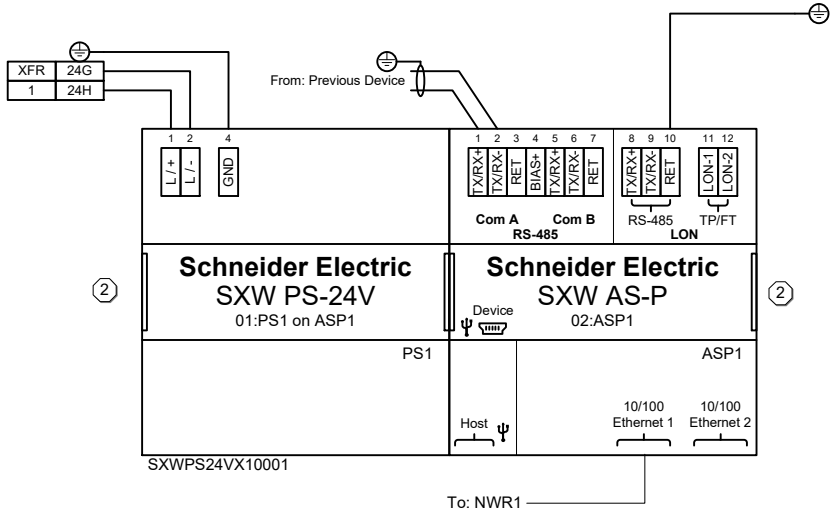 XFR 24G
1 24H
From: Previous Device
1 2 4
L / +
L / -
GND
1 2 3 4 5 6 7
TX/RX+
TX/RX-
RET
BIAS+
TX/RX+
TX/RX-
RET
8 9 10
TX/RX+
TX/RX-
RET
11 12
LON-1
LON-2
Com A Com B
RS-485
RS-485 TP/FT
LON
2
Schneider Electric
SXW PS-24V
01:PS1 on ASP1
Schneider Electric
SXW AS-P
02:ASP1
Device
2
PS1
ASP1
Host
10/100
Ethernet 1
10/100
Ethernet 2
SXWPS24VX10001
To: NWR1